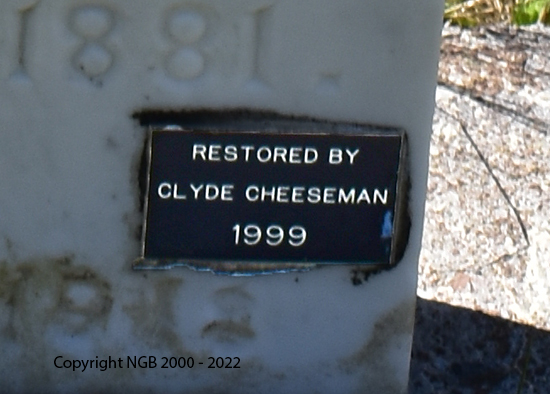 1881.
RESTORED BY
CLYDE CHEESEMAN
1999
Copyright NGB 2000 - 2022